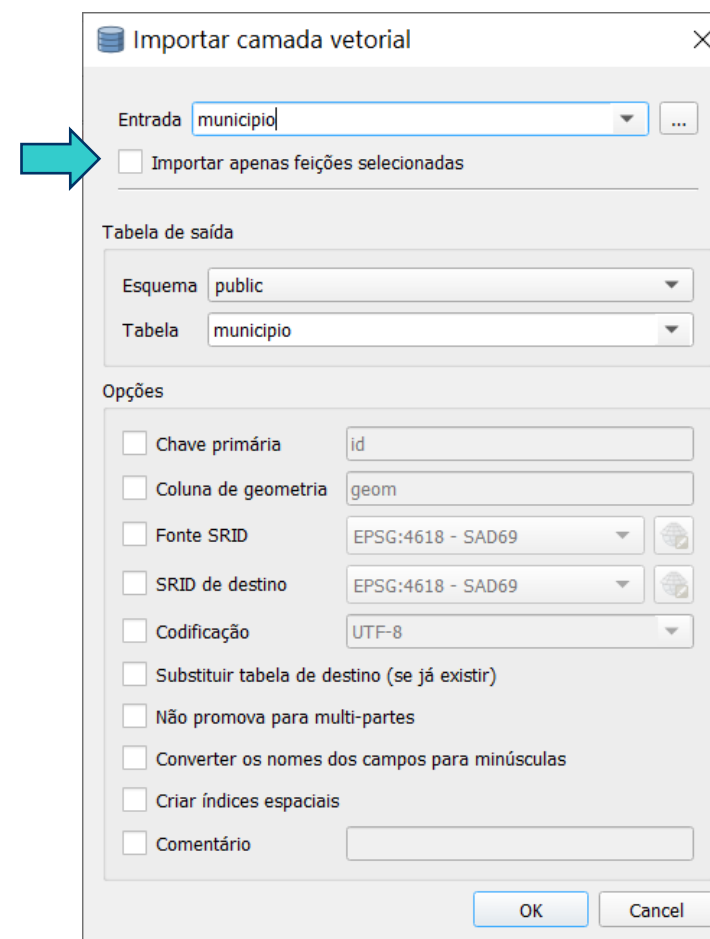 Importar camada vetorial
Entrada municipio ...
Importar apenas feições selecionadas
Tabela de saída
Esquema public
Tabela municipio
Opções
Chave primária id
Coluna de geometria geom
Fonte SRID EPSG:4618 - SAD69
SRID de destino EPSG:4618 - SAD69
Codificação UTF-8
Substituir tabela de destino (se já existir)
Não promova para multi-partes
Converter os nomes dos campos para minúsculas
Criar índices espaciais
Comentário
OK Cancel